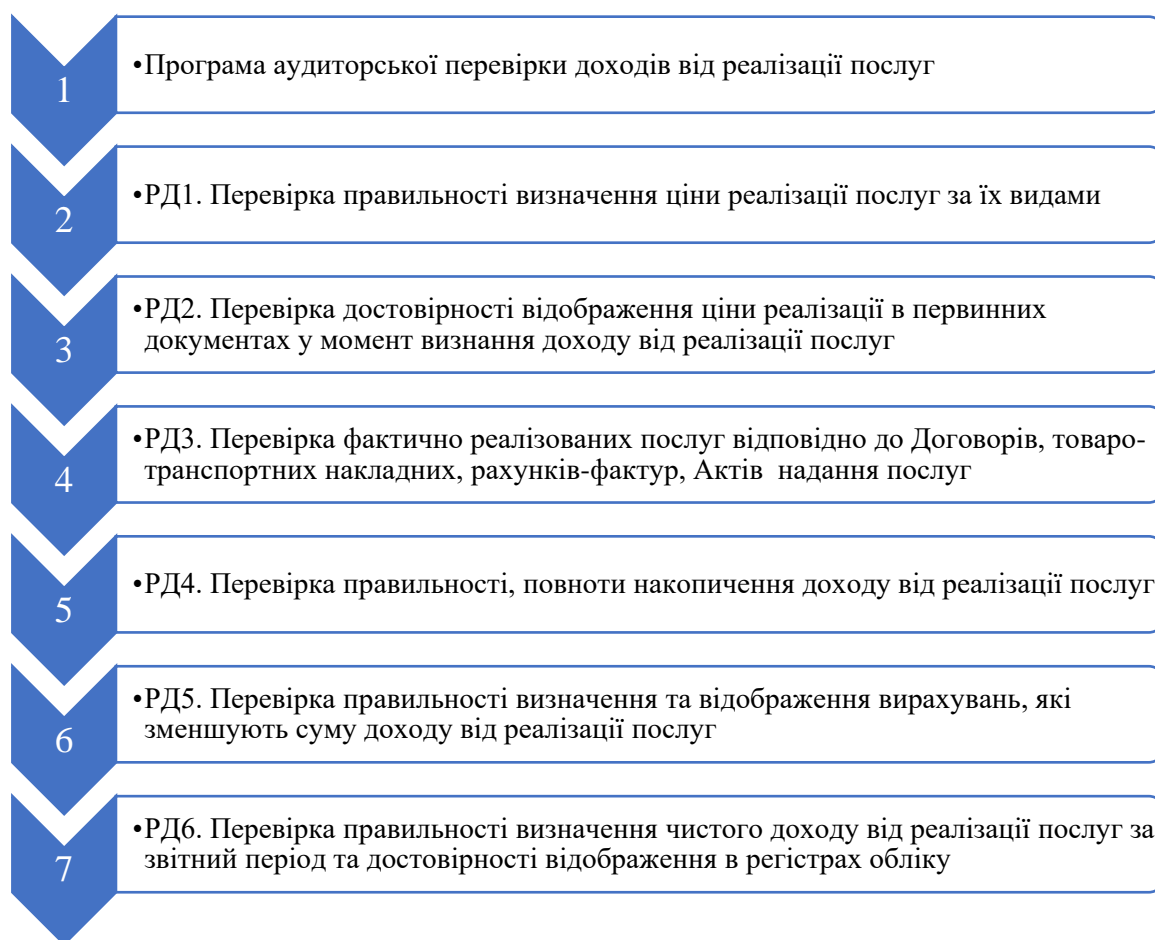 1
•Програма аудиторської перевірки доходів від реалізації послуг
2
•РД1. Перевірка правильності визначення ціни реалізації послуг за їх видами
3
•РД2. Перевірка достовірності відображення ціни реалізації в первинних
документах у момент визнання доходу від реалізації послуг
4
•РД3. Перевірка фактично реалізованих послуг відповідно до Договорів, товаро-
транспортних накладних, рахунків-фактур, Актів надання послуг
5
•РД4. Перевірка правильності, повноти накопичення доходу від реалізації послуг
6
•РД5. Перевірка правильності визначення та відображення вирахувань, які
зменшують суму доходу від реалізації послуг
7
•РД6. Перевірка правильності визначення чистого доходу від реалізації послуг за
звітний період та достовірності відображення в регістрах обліку